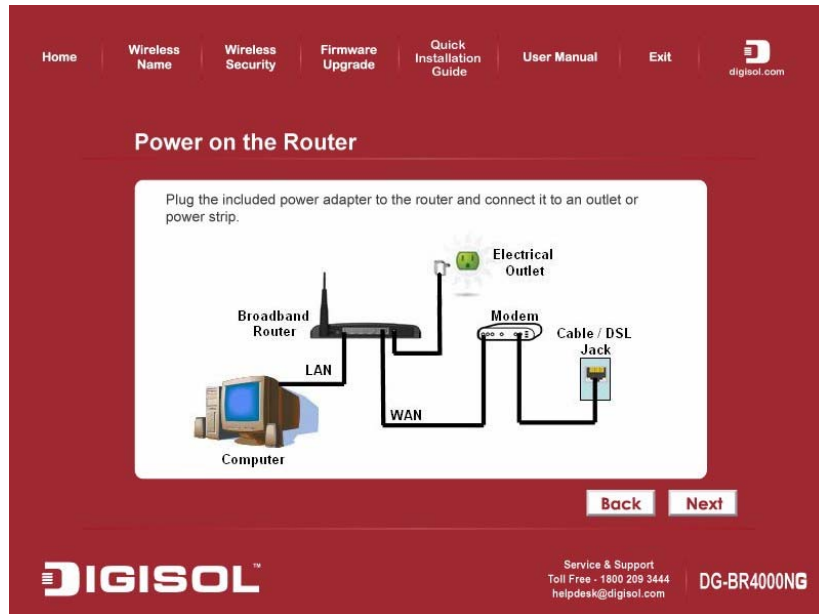 Home
Wireless
Name
Wireless
Security
Firmware
Upgrade
Quick
Installation
Guide
User Manual
Exit
digisol.com
Power on the Router
Plug the included power adapter to the router and connect it to an outlet or
power strip.
Electrical
Outlet
Broadband
Router
Modem
Cable / DSL
Jack
LAN
WAN
Computer
Back
Next
DIGISOL™
Service & Support
Toll Free - 1800 209 3444
helpdesk@digisol.com
DG-BR4000NG